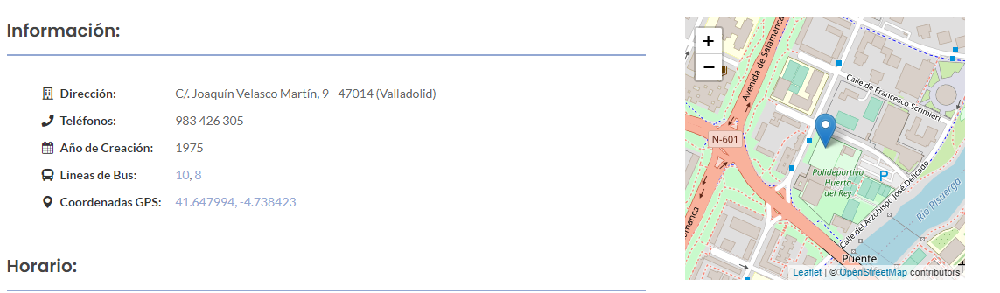 Información:
Dirección: C/. Joaquín Velasco Martín, 9 - 47014 (Valladolid)
Teléfonos: 983 426 305
Año de Creación: 1975
Líneas de Bus: 10, 8
Coordenadas GPS: 41.647994, -4.738423
Horario:
+
−
Avenida de Salamanca
Calle de Francesco Scrimieri
N-601
P
Polideportivo
Huerta
del Rey
Calle del Arzobispo José Delicado
Río Pisuerga
amanca
Puente
Leaflet | © OpenStreetMap contributors